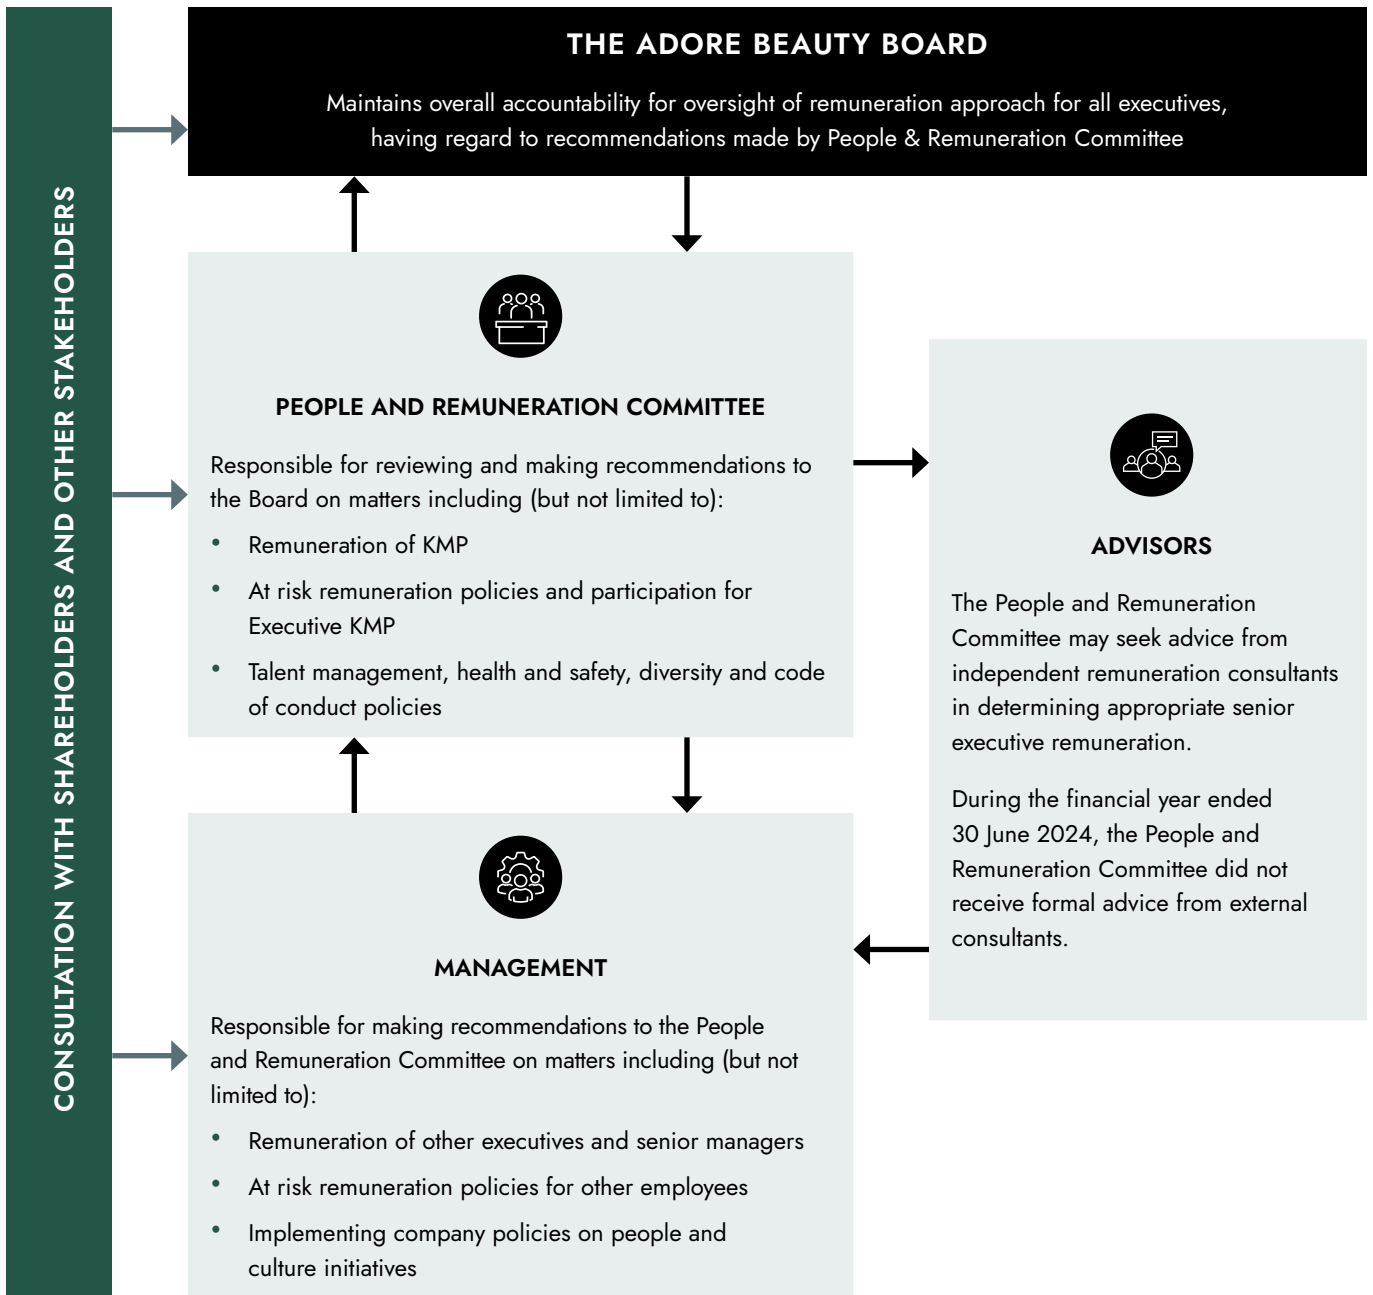 CONSULTATION WITH SHAREHOLDERS AND OTHER STAKEHOLDERS
THE ADORE BEAUTY BOARD
Maintains overall accountability for oversight of remuneration approach for all executives,
having regard to recommendations made by People & Remuneration Committee
PEOPLE AND REMUNERATION COMMITTEE
Responsible for reviewing and making recommendations to
the Board on matters including (but not limited to):
• Remuneration of KMP
• At risk remuneration policies and participation for
Executive KMP
• Talent management, health and safety, diversity and code
of conduct policies
ADVISORS
The People and Remuneration
Committee may seek advice from
independent remuneration consultants
in determining appropriate senior
executive remuneration.
During the financial year ended
30 June 2024, the People and
Remuneration Committee did not
receive formal advice from external
consultants.
MANAGEMENT
Responsible for making recommendations to the People
and Remuneration Committee on matters including (but not
limited to):
• Remuneration of other executives and senior managers
• At risk remuneration policies for other employees
• Implementing company policies on people and
culture initiatives